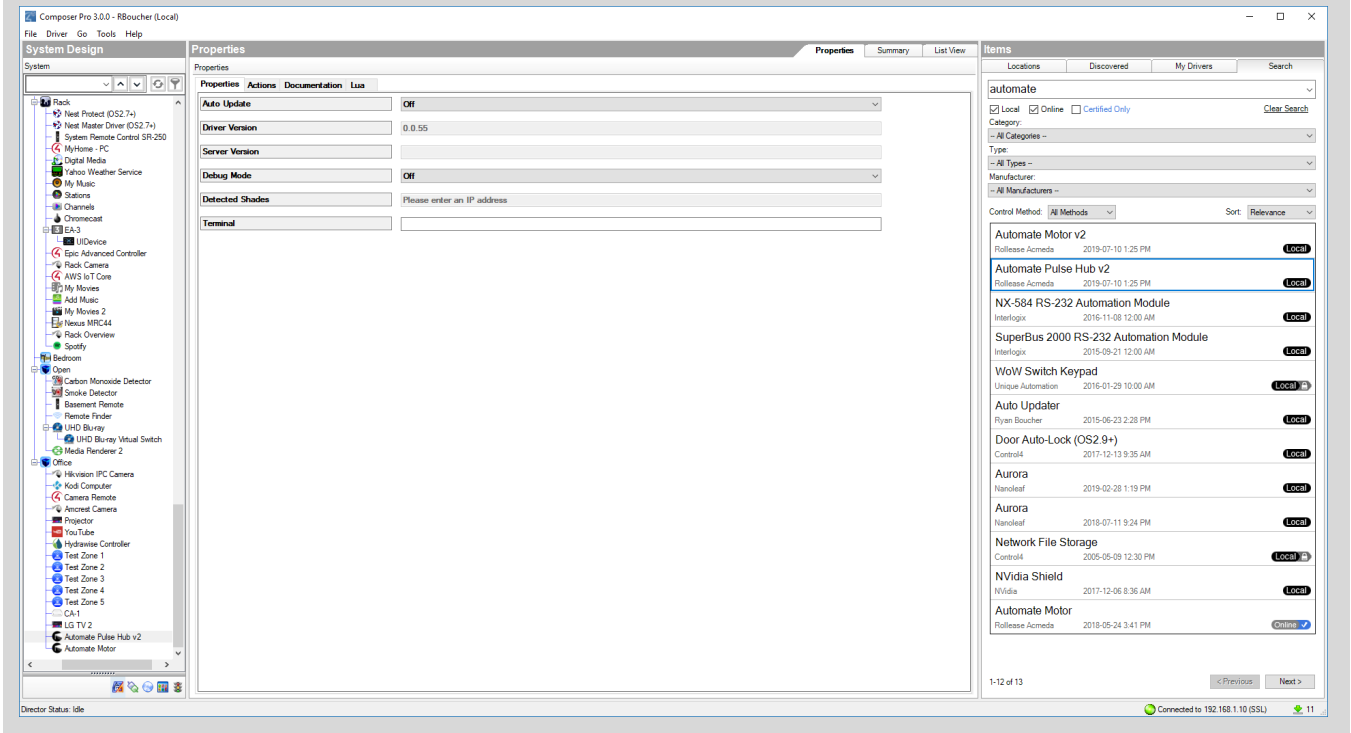 Composer Pro 3.0.0 - RBoucher (Local)
File Driver Go Tools Help
System Design
System
Rack
Nest Protect (OS2.7+)
Nest Master Driver (OS2.7+)
System Remote Control SR-250
MyHome - PC
Digital Media
Yahoo Weather Service
My Music
Stations
Channels
Chromecast
EA-3
UIDevice
Epic Advanced Controller
Rack Camera
AWS IoT Core
My Movies
Add Music
My Movies 2
Nexus MRC44
Rack Overview
Spotify
Bedroom
Open
Carbon Monoxide Detector
Smoke Detector
Basement Remote
Remote Finder
UHD Blu-ray
UHD Blu-ray Virtual Switch
Media Renderer 2
Office
Hikvision IPC Camera
Kodi Computer
Camera Remote
Amcrest Camera
Projector
YouTube
Hydrawise Controller
Test Zone 1
Test Zone 2
Test Zone 3
Test Zone 4
Test Zone 5
CA-1
LG TV 2
Automate Pulse Hub v2
Automate Motor
Properties
Properties Summary List View
Properties
Properties Actions Documentation Lua
Auto Update Off
Driver Version 0.0.55
Server Version
Debug Mode Off
Detected Shades Please enter an IP address
Terminal
Items
Locations Discovered My Drivers Search
automate
Local Online Certified Only Clear Search
Category:
-- All Categories --
Type:
-- All Types --
Manufacturer:
-- All Manufacturers --
Control Method: All Methods Sort: Relevance
Automate Motor v2
Rollease Acmeda 2019-07-10 1:25 PM Local
Automate Pulse Hub v2
Rollease Acmeda 2019-07-10 1:25 PM Local
NX-584 RS-232 Automation Module
Interlogix 2016-11-08 12:00 AM Local
SuperBus 2000 RS-232 Automation Module
Interlogix 2015-09-21 12:00 AM Local
WoW Switch Keypad
Unique Automation 2016-01-29 10:00 AM Local
Auto Updater
Ryan Boucher 2015-06-23 2:28 PM Local
Door Auto-Lock (OS2.9+)
Control4 2017-12-13 9:35 AM Local
Aurora
Nanoleaf 2019-02-28 1:19 PM Local
Aurora
Nanoleaf 2018-07-11 9:24 PM Local
Network File Storage
Control4 2005-05-09 12:30 PM Local
NVidia Shield
NVidia 2017-12-06 8:36 AM Local
Automate Motor
Rollease Acmeda 2018-05-24 3:41 PM Online
1-12 of 13 < Previous Next >
Director Status: Idle Connected to 192.168.1.10 (SSL) 11